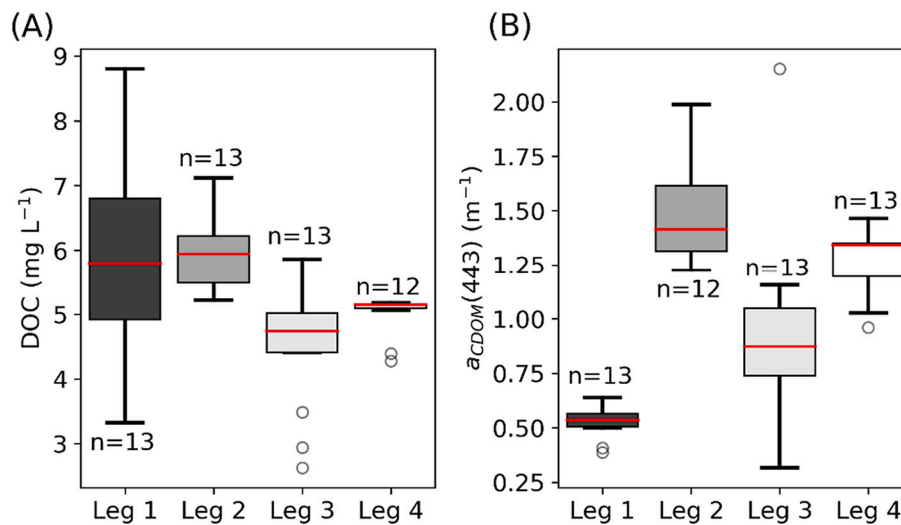 (A)
DOC (mg L⁻¹)
9
8
7
6
5
4
3
n=13
n=13
n=13
n=12
Leg 1 Leg 2 Leg 3 Leg 4
(B)
a_CDOM(443) (m⁻¹)
2.00
1.75
1.50
1.25
1.00
0.75
0.50
0.25
n=13
n=12
n=13
n=13
Leg 1 Leg 2 Leg 3 Leg 4